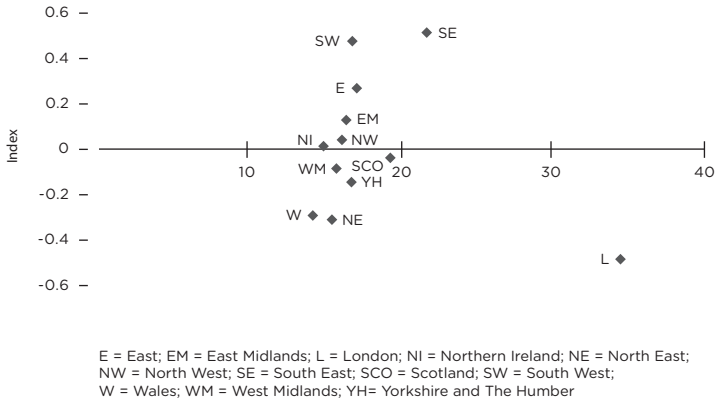 0.6
SW
SE
0.4
E
0.2
EM
NI
NW
0
Index
WM
SCO
10
20
30
40
YH
-0.2
W
NE
-0.4
L
-0.6
E = East; EM = East Midlands; L = London; NI = Northern Ireland; NE = North East;
NW = North West; SE = South East; SCO = Scotland; SW = South West;
W = Wales; WM = West Midlands; YH= Yorkshire and The Humber